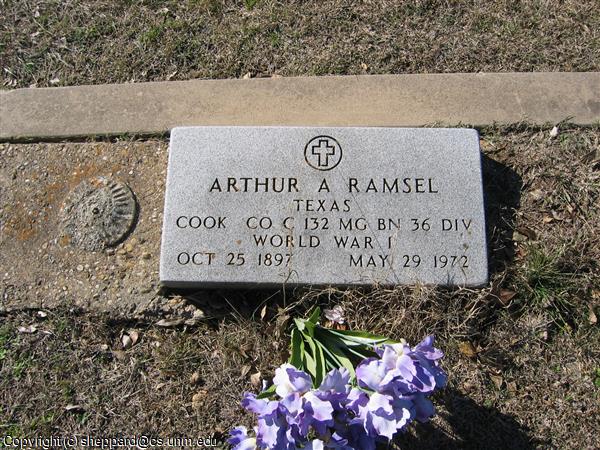 ARTHUR A RAMSEL
TEXAS
COOK CO C 132 MG BN 36 DIV
WORLD WAR I
OCT 25 1897 MAY 29 1972
Copyright (c) sheppard@cs.unm.edu